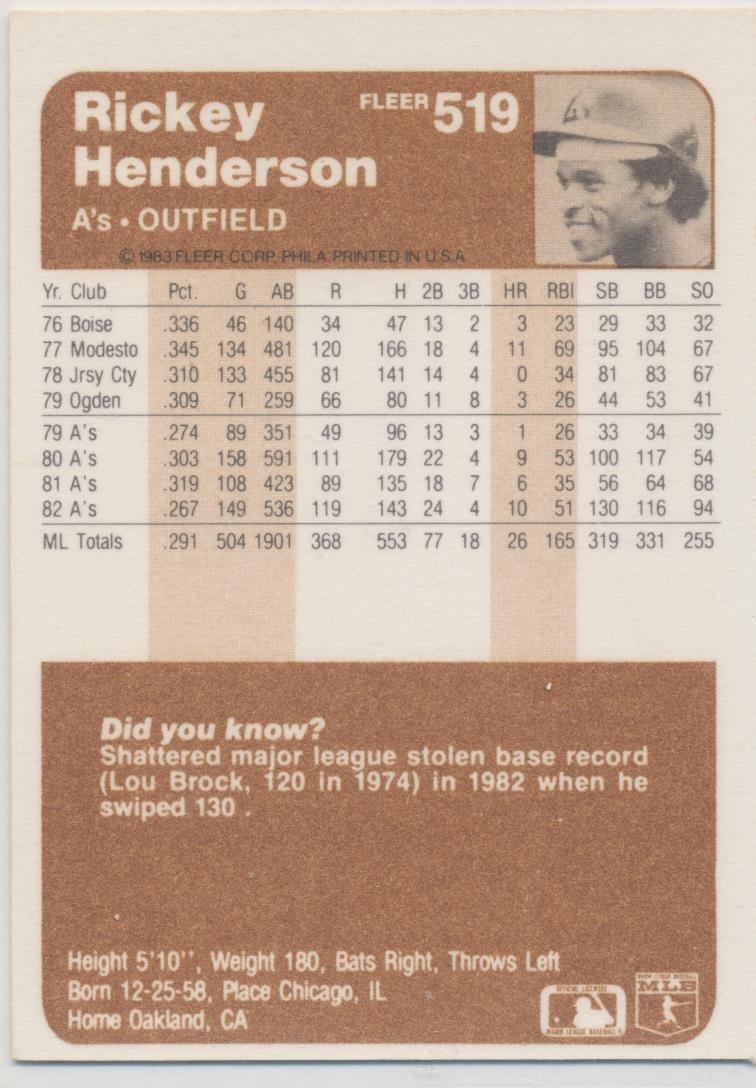 Rickey
Henderson
FLEER 519
A's • OUTFIELD
© 1983 FLEER CORP. PHILA. PRINTED IN U.S.A.
Yr. Club Pct. G AB R H 2B 3B HR RBI SB BB SO
76 Boise .336 46 140 34 47 13 2 3 23 29 33 32
77 Modesto .345 134 481 120 166 18 4 11 69 95 104 67
78 Jrsy Cty .310 133 455 81 141 14 4 0 34 81 83 67
79 Ogden .309 71 259 66 80 11 8 3 26 44 53 41
79 A's .274 89 351 49 96 13 3 1 26 33 34 39
80 A's .303 158 591 111 179 22 4 9 53 100 117 54
81 A's .319 108 423 89 135 18 7 6 35 56 64 68
82 A's .267 149 536 119 143 24 4 10 51 130 116 94
ML Totals .291 504 1901 368 553 77 18 26 165 319 331 255
Did you know?
Shattered major league stolen base record
(Lou Brock, 120 in 1974) in 1982 when he
swiped 130 .
Height 5'10'', Weight 180, Bats Right, Throws Left
Born 12-25-58, Place Chicago, IL
Home Oakland, CA
OFFICIAL LICENSEE
MAJOR LEAGUE BASEBALL
MAJOR LEAGUE BASEBALL
MLB